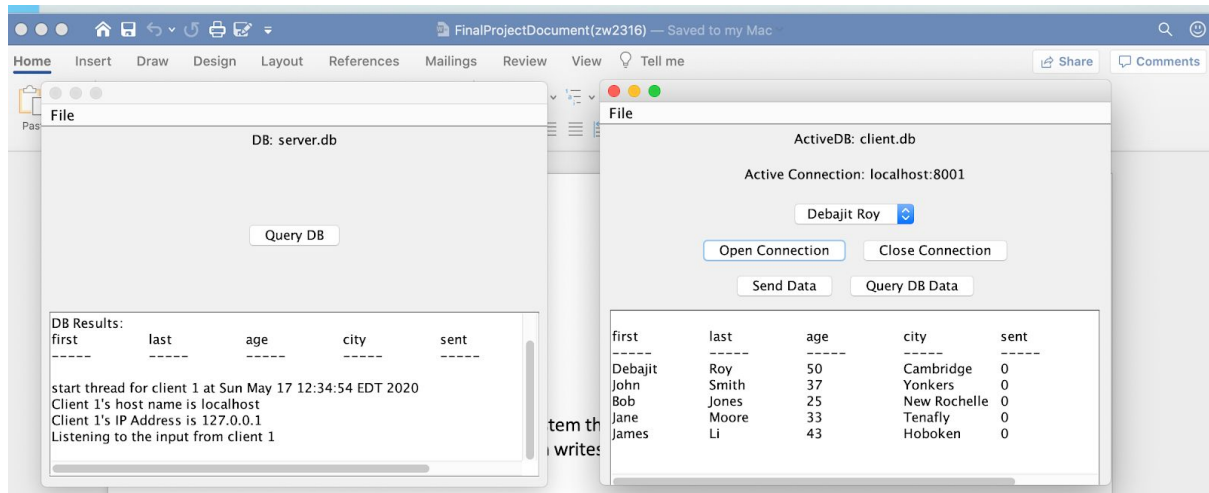 FinalProjectDocument(zw2316) — Saved to my Mac
Home Insert Draw Design Layout References Mailings Review View Tell me Share Comments
File
DB: server.db
Query DB
DB Results:
first last age city sent
----- ----- ----- ----- -----
start thread for client 1 at Sun May 17 12:34:54 EDT 2020
Client 1's host name is localhost
Client 1's IP Address is 127.0.0.1
Listening to the input from client 1
File
ActiveDB: client.db
Active Connection: localhost:8001
Debajit Roy
Open Connection Close Connection
Send Data Query DB Data
first last age city sent
----- ----- ----- ----- -----
Debajit Roy 50 Cambridge 0
John Smith 37 Yonkers 0
Bob Jones 25 New Rochelle 0
Jane Moore 33 Tenafly 0
James Li 43 Hoboken 0